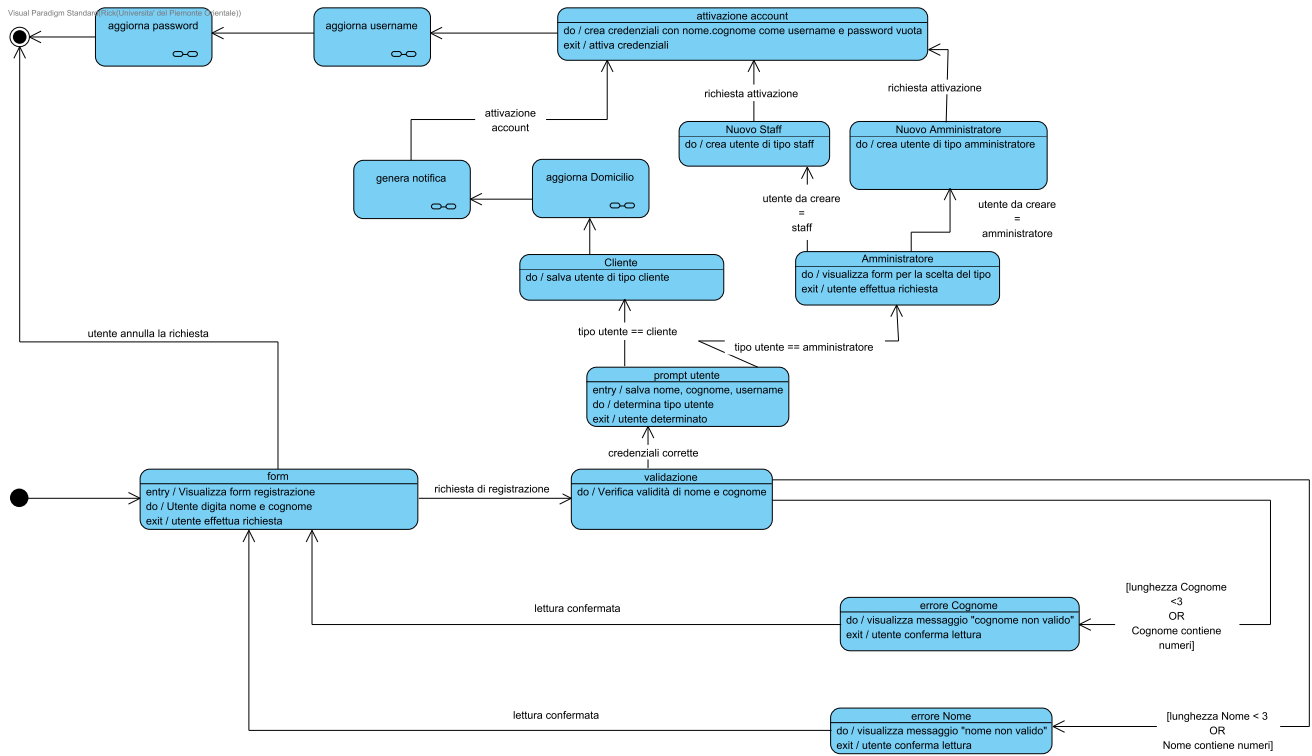 Visual Paradigm Standard(Rick(Universita' del Piemonte Orientale))
aggiorna password
aggiorna username
attivazione account
do / crea credenziali con nome.cognome come username e password vuota
exit / attiva credenziali
richiesta attivazione
richiesta attivazione
attivazione
account
Nuovo Staff
do / crea utente di tipo staff
Nuovo Amministratore
do / crea utente di tipo amministratore
genera notifica
aggiorna Domicilio
utente da creare
=
staff
utente da creare
=
amministratore
Cliente
do / salva utente di tipo cliente
Amministratore
do / visualizza form per la scelta del tipo
exit / utente effettua richiesta
utente annulla la richiesta
tipo utente == cliente
tipo utente == amministratore
prompt utente
entry / salva nome, cognome, username
do / determina tipo utente
exit / utente determinato
credenziali corrette
form
entry / Visualizza form registrazione
do / Utente digita nome e cognome
exit / utente effettua richiesta
richiesta di registrazione
validazione
do / Verifica validità di nome e cognome
[lunghezza Cognome
<3
OR
Cognome contiene
numeri]
lettura confermata
errore Cognome
do / visualizza messaggio "cognome non valido"
exit / utente conferma lettura
lettura confermata
errore Nome
do / visualizza messaggio "nome non valido"
exit / utente conferma lettura
[lunghezza Nome < 3
OR
Nome contiene numeri]